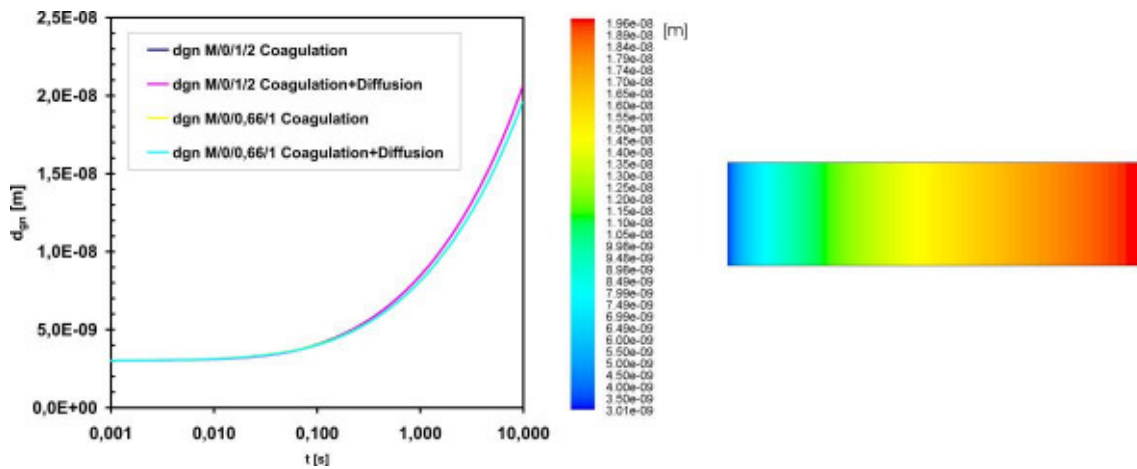 2,5E-08
2,0E-08
1,5E-08
1,0E-08
5,0E-09
0,0E+00
dgn [m]
dgn M/0/1/2 Coagulation
dgn M/0/1/2 Coagulation+Diffusion
dgn M/0/0,66/1 Coagulation
dgn M/0/0,66/1 Coagulation+Diffusion
0,001
0,010
0,100
1,000
10,000
t [s]
1.96e-08
1.89e-08
1.84e-08
1.79e-08
1.74e-08
1.70e-08
1.65e-08
1.60e-08
1.55e-08
1.50e-08
1.45e-08
1.40e-08
1.35e-08
1.30e-08
1.25e-08
1.20e-08
1.15e-08
1.05e-08
9.98e-09
9.48e-09
8.98e-09
8.49e-09
7.99e-09
7.49e-09
6.99e-09
6.49e-09
6.00e-09
5.50e-09
5.00e-09
4.50e-09
4.00e-09
3.50e-09
3.01e-09
[m]